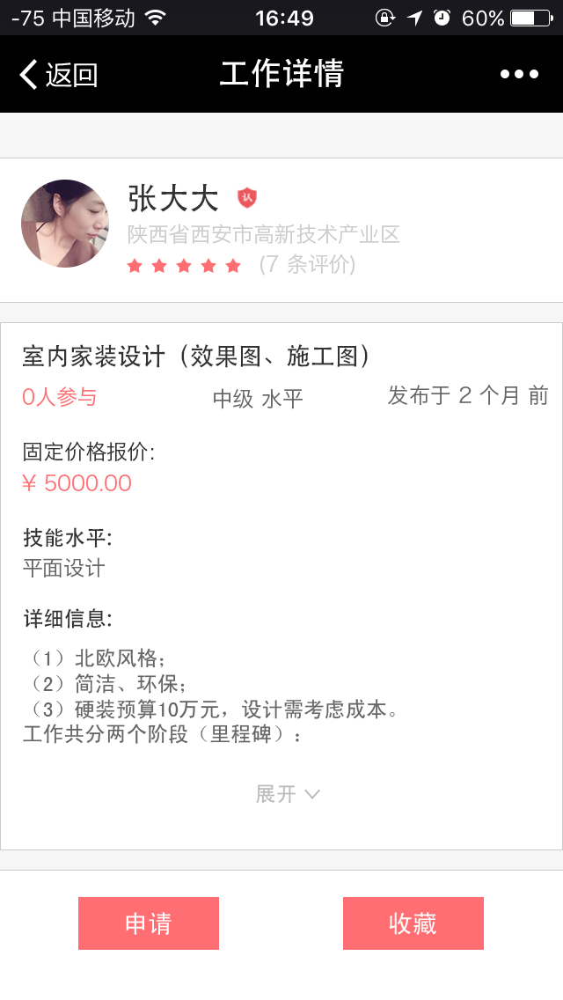 -75 中国移动 16:49 60%
返回 工作详情
张大大 认
陕西省西安市高新技术产业区
(7 条评价)
室内家装设计（效果图、施工图）
0人参与 中级 水平 发布于 2 个月 前
固定价格报价:
¥ 5000.00
技能水平:
平面设计
详细信息:
（1）北欧风格；
（2）简洁、环保；
（3）硬装预算10万元，设计需考虑成本。
工作共分两个阶段（里程碑）：
展开
申请 收藏